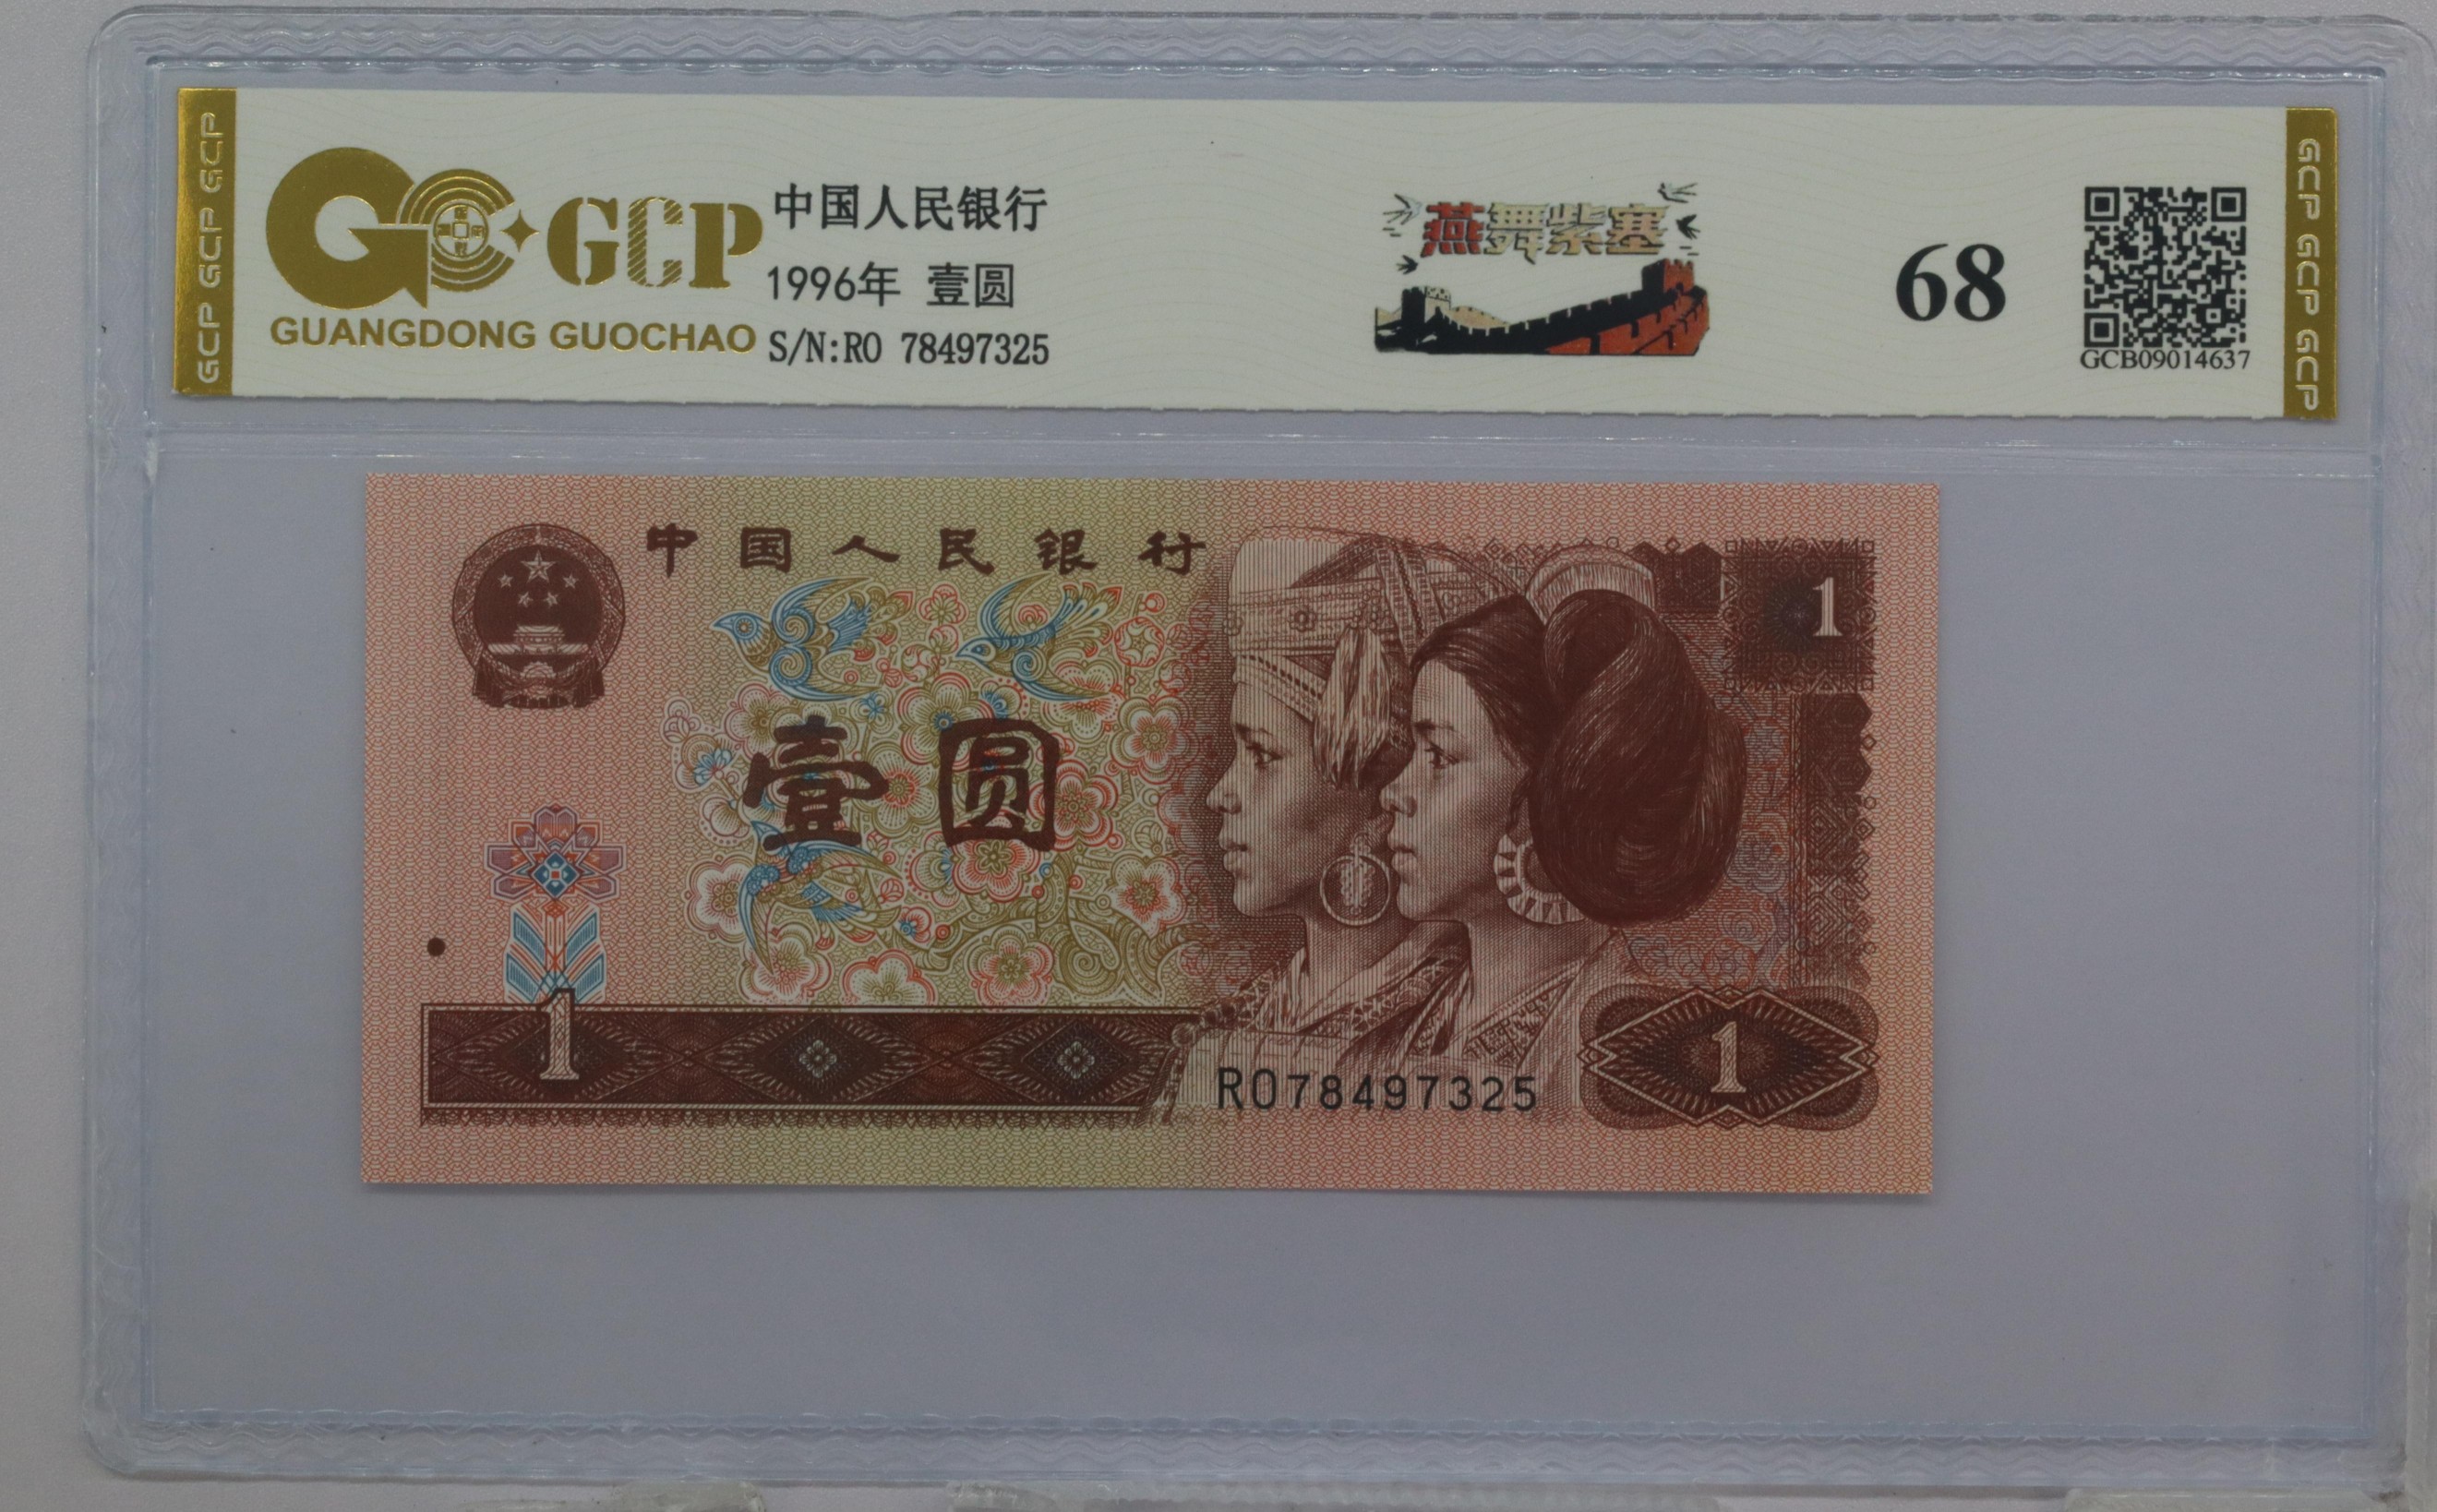 GCP GCP GCP
GCP
GUANGDONG GUOCHAO
中国人民银行
1996年 壹圆
S/N:RO 78497325
燕舞紫塞
68
GCB09014637
GCP GCP GCP
中国人民银行
1
壹圆
1
RO78497325
1